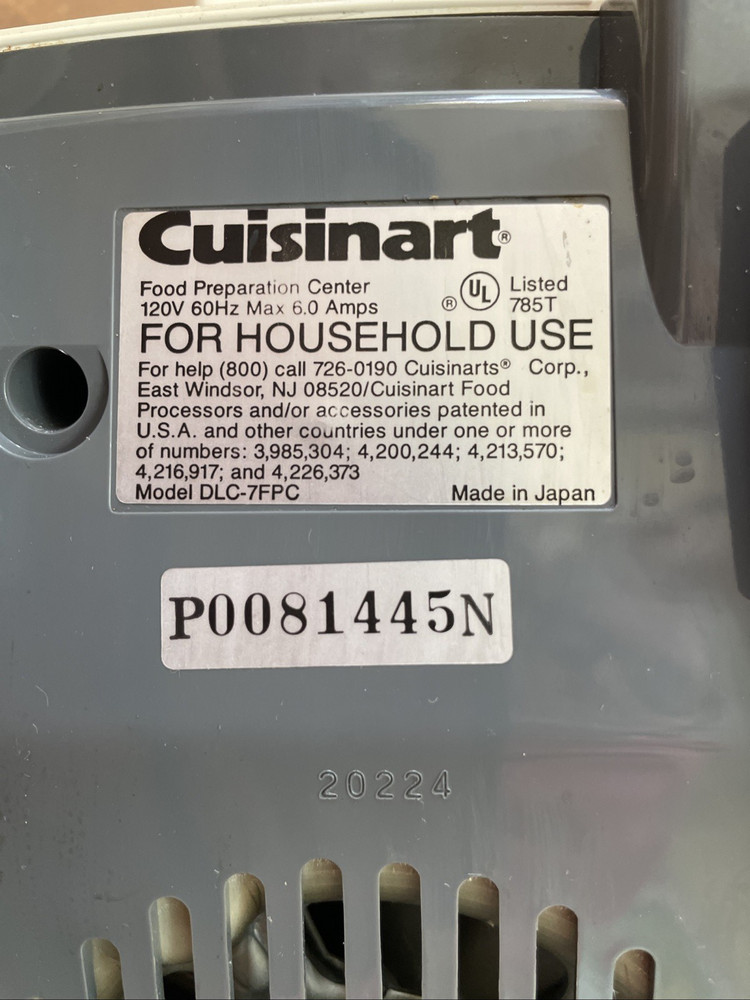 Cuisinart®
Food Preparation Center
120V 60Hz Max 6.0 Amps
® UL Listed
785T
FOR HOUSEHOLD USE
For help (800) call 726-0190 Cuisinarts® Corp.,
East Windsor, NJ 08520/Cuisinart Food
Processors and/or accessories patented in
U.S.A. and other countries under one or more
of numbers: 3,985,304; 4,200,244; 4,213,570;
4,216,917; and 4,226,373
Model DLC-7FPC Made in Japan
P0081445N
20224